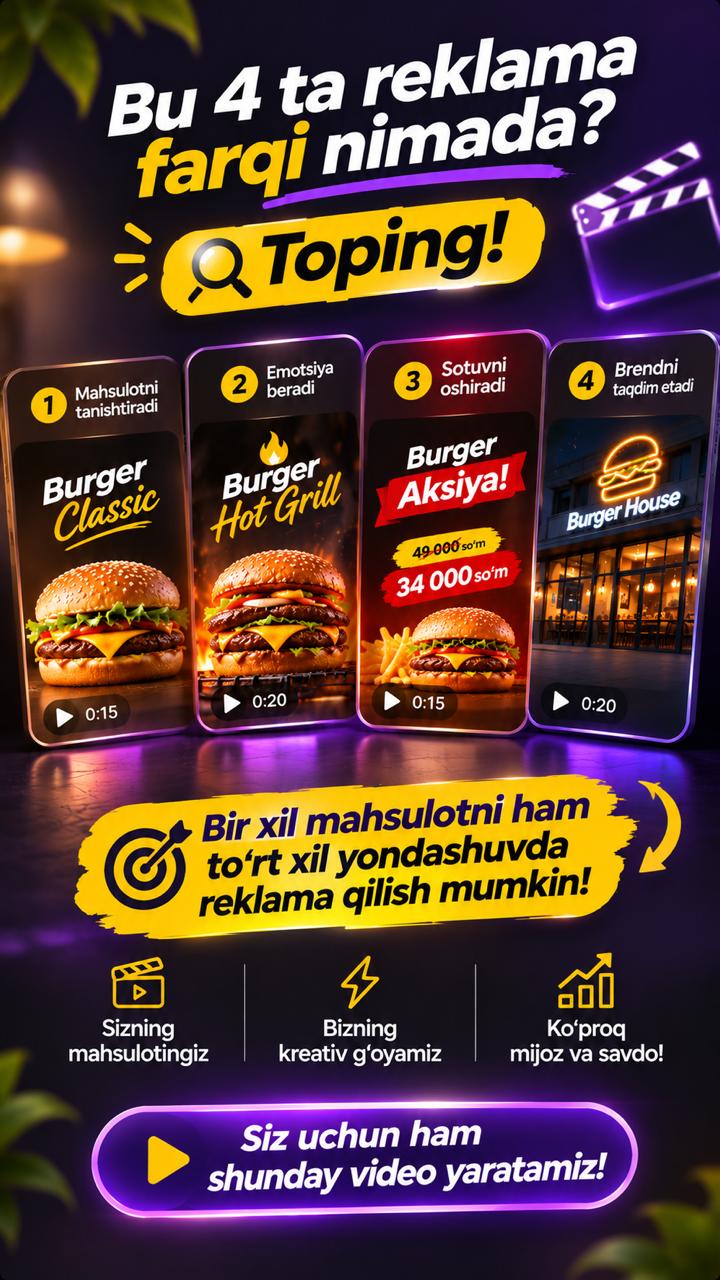 Bu 4 ta reklama
farqi nimada?
Toping!
1 Mahsulotni
tanishtiradi
Burger
Classic
0:15
2 Emotsiya
beradi
Burger
Hot Grill
0:20
3 Sotuvni
oshiradi
Burger
Aksiya!
49 000 so‘m
34 000 so‘m
0:15
4 Brendni
taqdim etadi
Burger House
0:20
Bir xil mahsulotni ham
to‘rt xil yondashuvda
reklama qilish mumkin!
Sizning
mahsulotingiz
Bizning
kreativ g‘oyamiz
Ko‘proq
mijoz va savdo!
Siz uchun ham
shunday video yaratamiz!